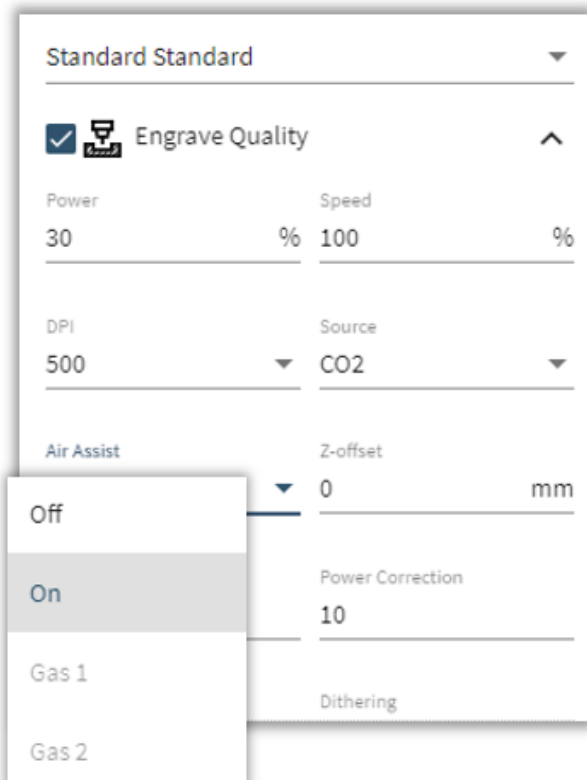 Standard Standard
Engrave Quality
Power
Speed
30 %
100 %
DPI
Source
500
CO2
Air Assist
Z-offset
0 mm
Off
On
Gas 1
Gas 2
Power Correction
10
Dithering